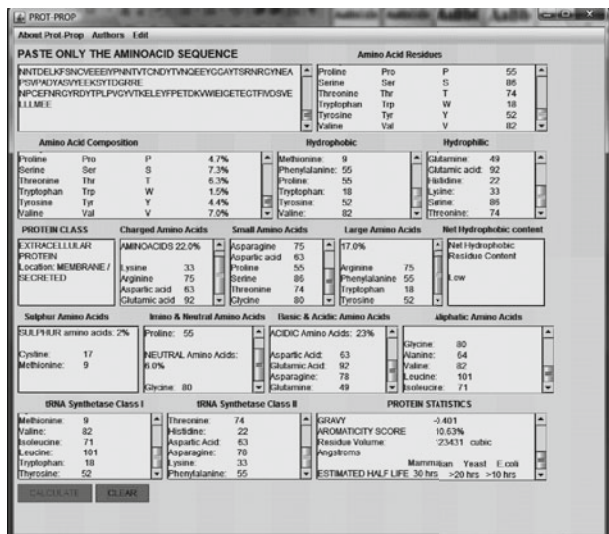 PROT-PROP
About Prot-Prop Authors Edit
PASTE ONLY THE AMINOACID SEQUENCE
NNTDELKFSNCVEEEIYPNNTVTCNDYTVNQEEYGGAYTSRNRGYNEA
PSVPADYASVYEEKSYTDGRRE
NPCEFNRGYRDYTPLPVGYVTKELEYFPETDKVWIEIGETEGTFIVDSVE
LLLMEE
Amino Acid Residues
Proline Pro P 55
Serine Ser S 86
Threonine Thr T 74
Tryptophan Trp W 18
Tyrosine Tyr Y 52
Valine Val V 82
Amino Acid Composition
Proline Pro P 4.7%
Serine Ser S 7.3%
Threonine Thr T 6.3%
Tryptophan Trp W 1.5%
Tyrosine Tyr Y 4.4%
Valine Val V 7.0%
Hydrophobic
Methionine: 9
Phenylalanine: 55
Proline: 55
Tryptophan: 18
Tyrosine: 52
Valine: 82
Hydrophilic
Glutamine: 49
Glutamic acid: 92
Histidine: 22
Lysine: 33
Serine: 86
Threonine: 74
PROTEIN CLASS
EXTRACELLULAR
PROTEIN
Location: MEMBRANE /
SECRETED
Charged Amino Acids
AMINOACIDS 22.0%
Lysine 33
Arginine 75
Aspartic acid 63
Glutamic acid 92
Small Amino Acids
Asparagine 75
Aspartic acid 63
Proline 55
Serine 86
Threonine 74
Glycine 80
Large Amino Acids
17.0%
Arginine 75
Phenylalanine 55
Tryptophan 18
Tyrosine 52
Net Hydrophobic content
Net Hydrophobic
Residue Content
Low
Sulphur Amino Acids
SULPHUR amino acids: 2%
Cystine: 17
Methionine: 9
Imino & Neutral Amino Acids
Proline: 55
NEUTRAL Amino Acids:
6.0%
Glycine: 80
Basic & Acidic Amino Acids
ACIDIC Amino Acids: 23%
Aspartic Acid: 63
Glutamic Acid: 92
Asparagine: 78
Glutamine: 49
Aliphatic Amino Acids
Glycine: 80
Alanine: 64
Valine: 82
Leucine: 101
Isoleucine: 71
tRNA Synthetase Class I
Methionine: 9
Valine: 82
Isoleucine: 71
Leucine: 101
Tryptophan: 18
Thyrosine: 52
tRNA Synthetase Class II
Threonine: 74
Histidine: 22
Aspartic Acid: 63
Asparagine: 78
Lysine: 33
Phenylalanine: 55
PROTEIN STATISTICS
GRAVY -0.401
AROMATICITY SCORE 10.63%
Residue Volume: 123431 cubic
Angstroms
Mammalian Yeast E.coli
ESTIMATED HALF LIFE 30 hrs >20 hrs >10 hrs
CALCULATE CLEAR